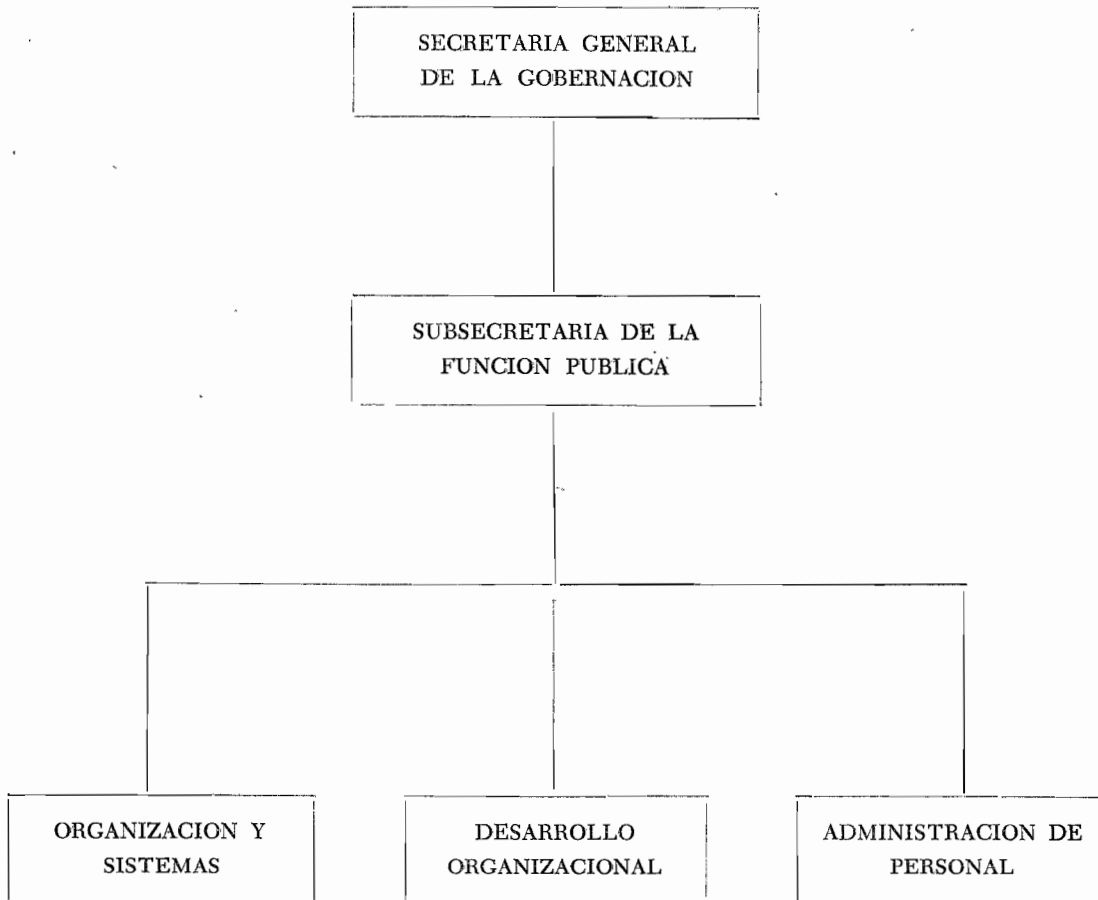 SECRETARIA GENERAL
DE LA GOBERNACION
SUBSECRETARIA DE LA
FUNCION PUBLICA
ORGANIZACION Y
SISTEMAS
DESARROLLO
ORGANIZACIONAL
ADMINISTRACION DE
PERSONAL